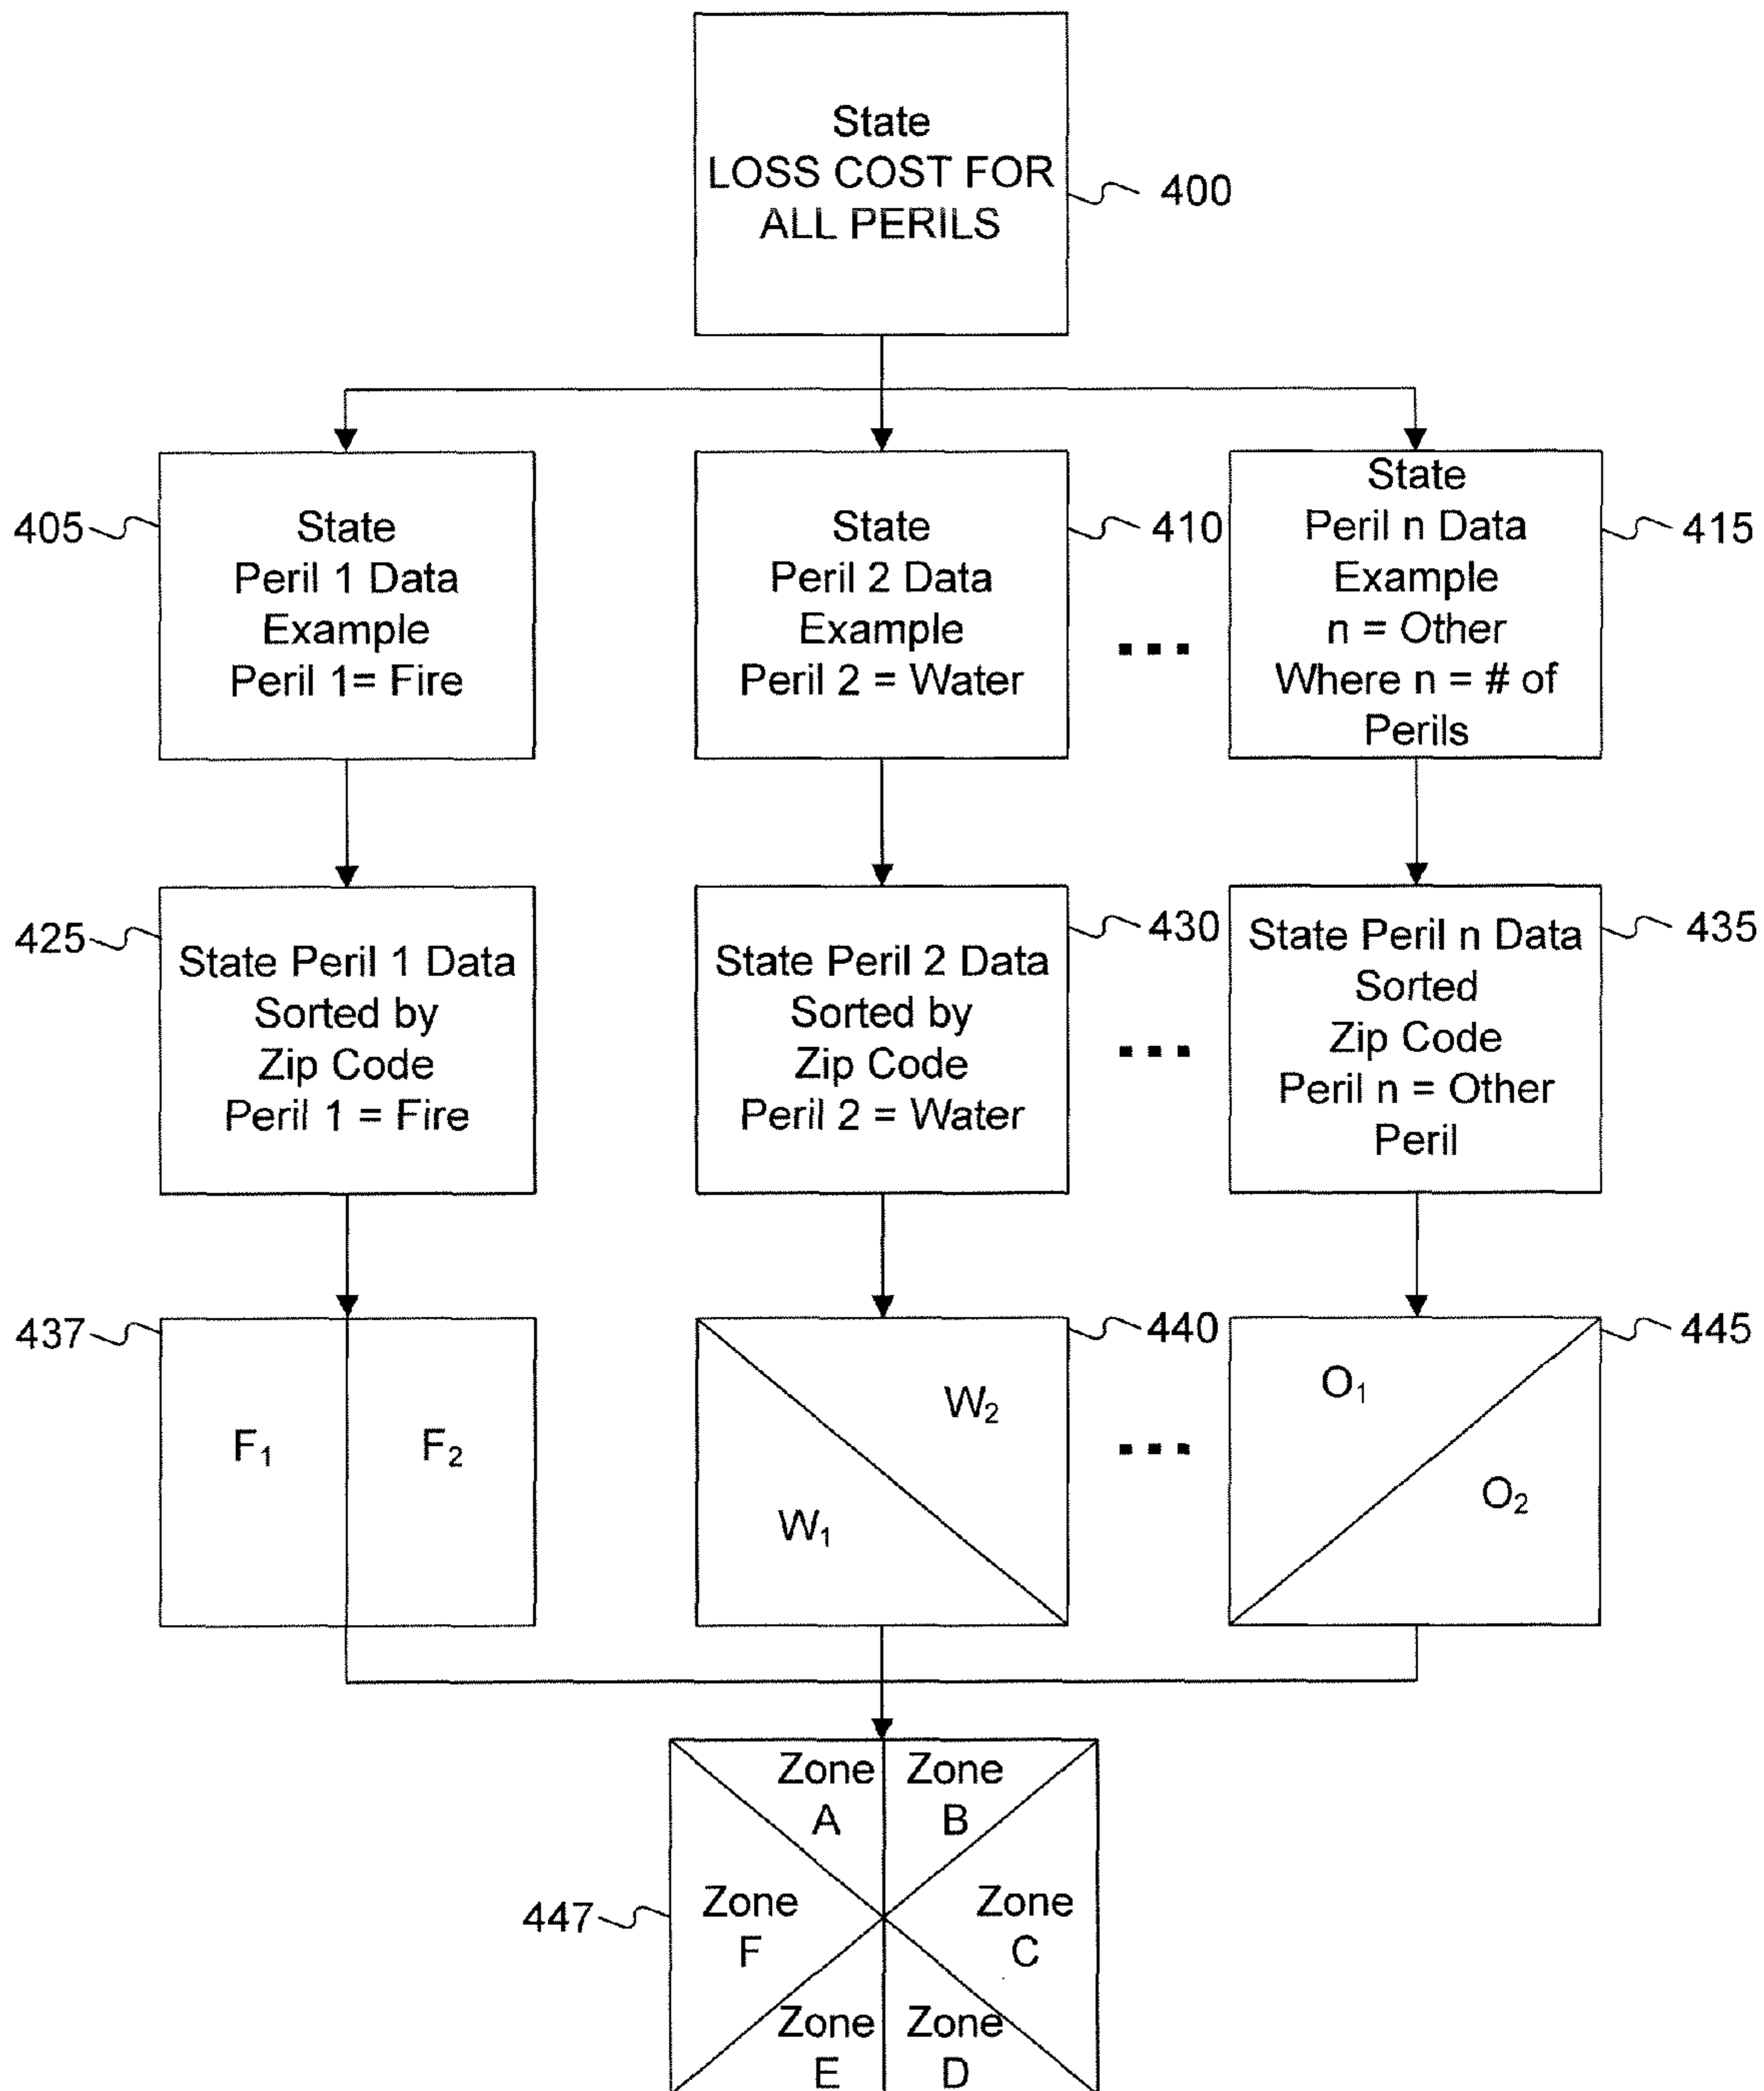 State
LOSS COST FOR
ALL PERILS
400
405
State
Peril 1 Data
Example
Peril 1= Fire
State
Peril 2 Data
Example
Peril 2 = Water
410
...
State
Peril n Data
Example
n = Other
Where n = # of
Perils
415
425
State Peril 1 Data
Sorted by
Zip Code
Peril 1 = Fire
State Peril 2 Data
Sorted by
Zip Code
Peril 2 = Water
430
...
State Peril n Data
Sorted
Zip Code
Peril n = Other
Peril
435
437
F₁
F₂
W₂
W₁
440
...
O₁
O₂
445
447
Zone
A
Zone
B
Zone
F
Zone
C
Zone
E
Zone
D